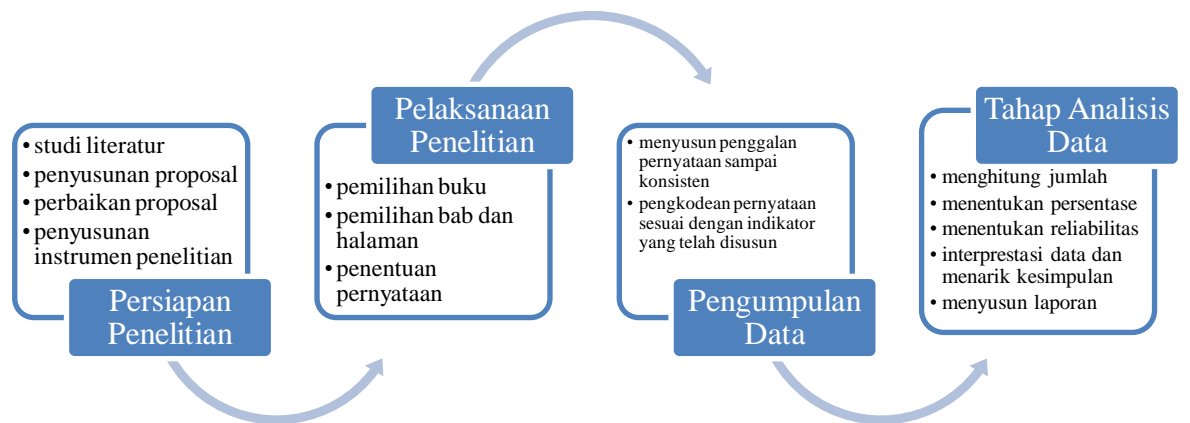 • studi literatur
• penyusunan proposal
• perbaikan proposal
• penyusunan
instrumen penelitian
Persiapan
Penelitian
Pelaksanaan
Penelitian
• pemilihan buku
• pemilihan bab dan
halaman
• penentuan
pernyataan
• menyusun penggalan
pernyataan sampai
konsisten
• pengkodean pernyataan
sesuai dengan indikator
yang telah disusun
Pengumpulan
Data
Tahap Analisis
Data
• menghitung jumlah
• menentukan persentase
• menentukan reliabilitas
• interprestasi data dan
menarik kesimpulan
• menyusun laporan